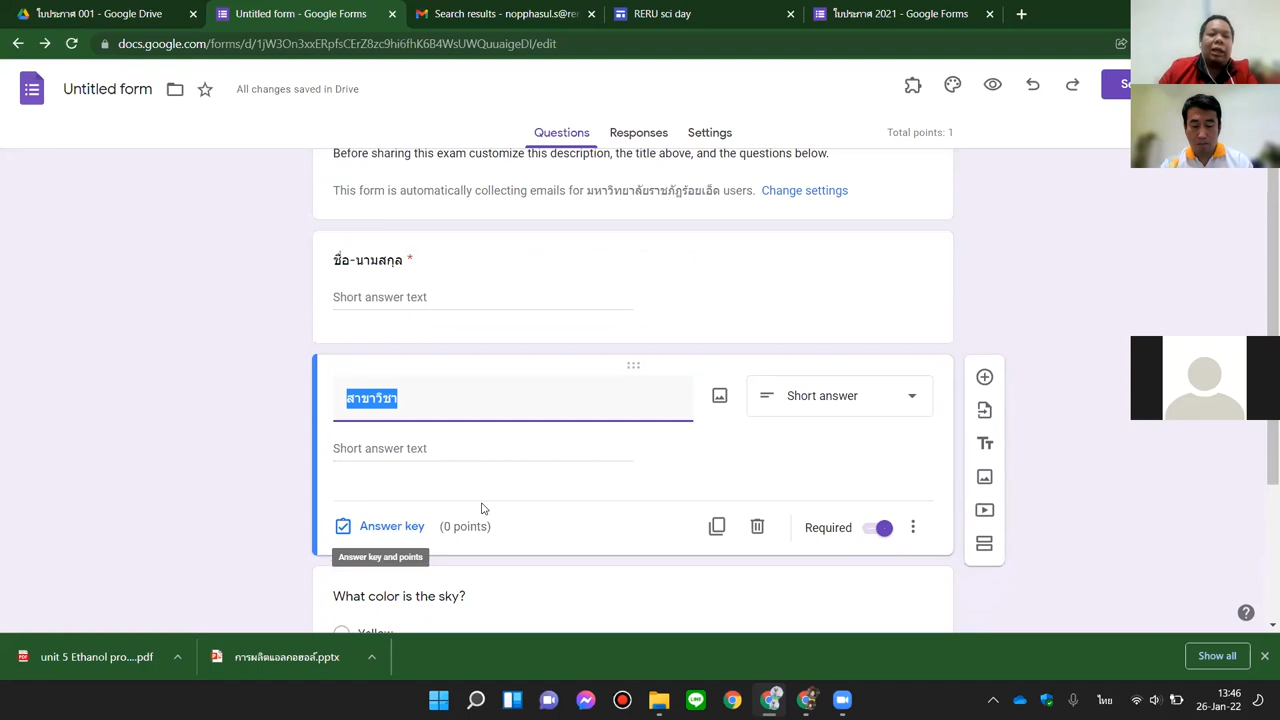 ใบประกาศ 001 - Google Drive
Untitled form - Google Forms
Search results - nopphasul.s@rer
RERU sci day
ใบประกาศ 2021 - Google Forms
docs.google.com/forms/d/1jW3On3xxERpfsCErZ8zc9hi6fhK6B4WsUWQuuaigeDI/edit
Untitled form
All changes saved in Drive
Se
Questions
Responses
Settings
Total points: 1
Before sharing this exam customize this description, the title above, and the questions below.
This form is automatically collecting emails for มหาวิทยาลัยราชภัฏร้อยเอ็ด users. Change settings
ชื่อ-นามสกุล *
Short answer text
สาขาวิชา
Short answer
Short answer text
Answer key (0 points)
Required
Answer key and points
What color is the sky?
Yellow
unit 5 Ethanol pro....pdf
การผลิตแอลกอฮอล์.pptx
Show all
ไทย
13:46
26-Jan-22